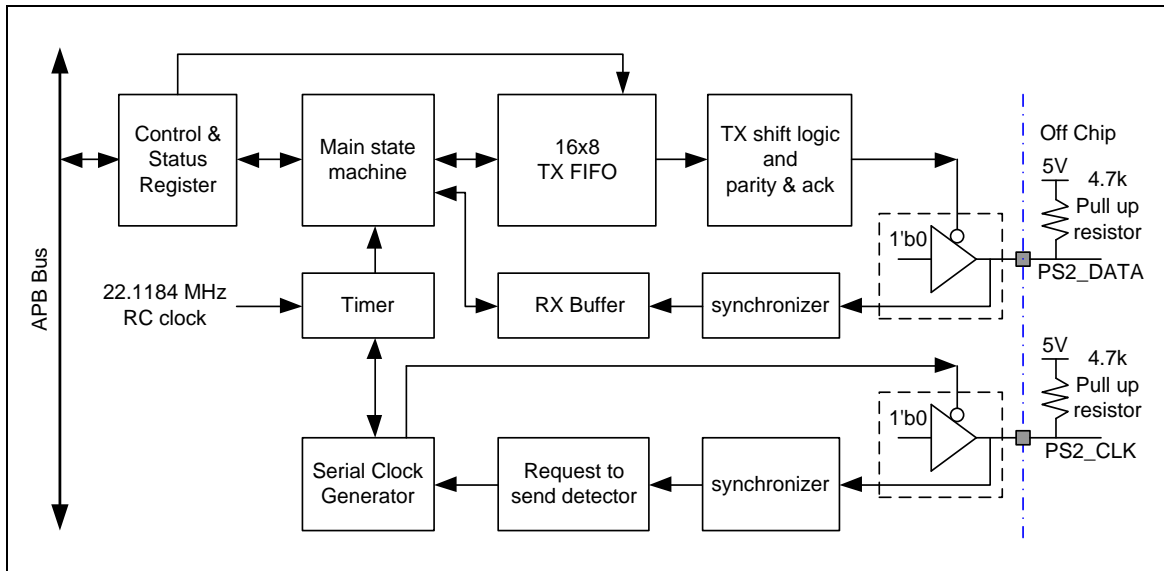 APB Bus
Control &
Status
Register
Main state
machine
16x8
TX FIFO
TX shift logic
and
parity & ack
Off Chip
5V
4.7k
Pull up
resistor
1'b0
PS2_DATA
22.1184 MHz
RC clock
Timer
RX Buffer
synchronizer
5V
4.7k
Pull up
resistor
1'b0
PS2_CLK
Serial Clock
Generator
Request to
send detector
synchronizer